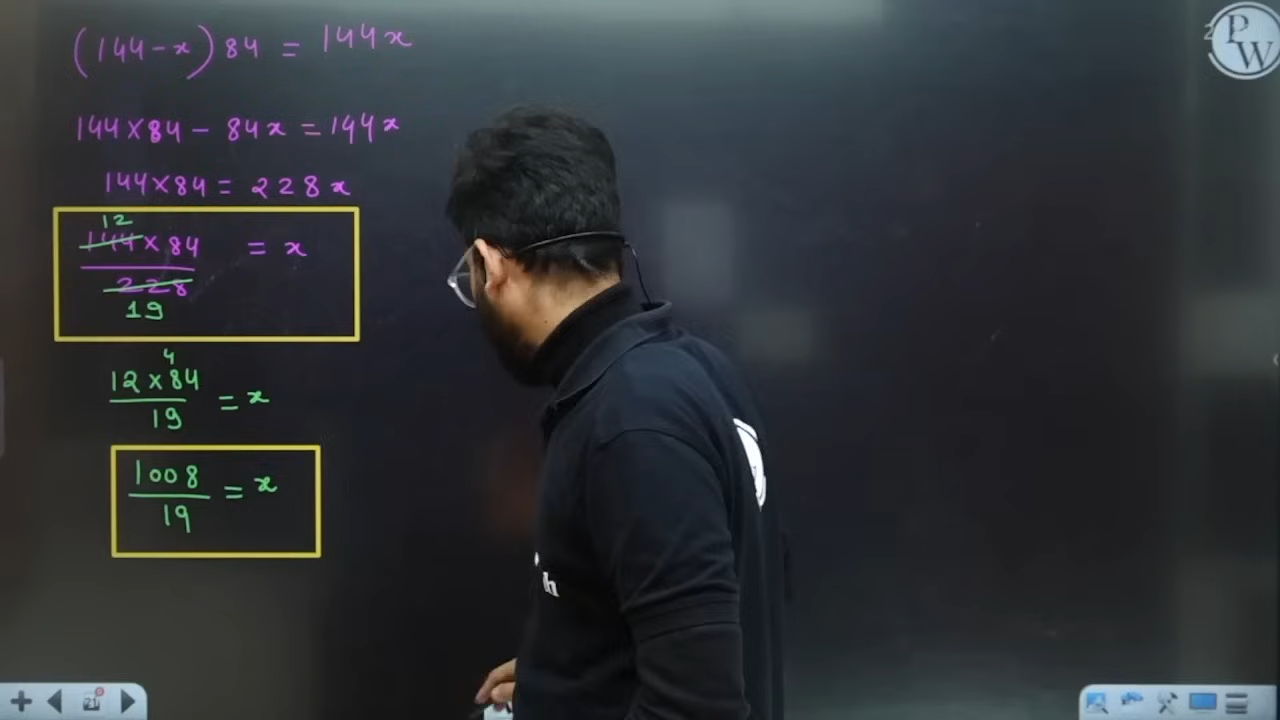 (144-x)84 = 144x
144×84 - 84x = 144x
144×84 = 228x
12
144×84 = x
228
19
4
12×84 = x
19
1008 = x
19
PW
h
21